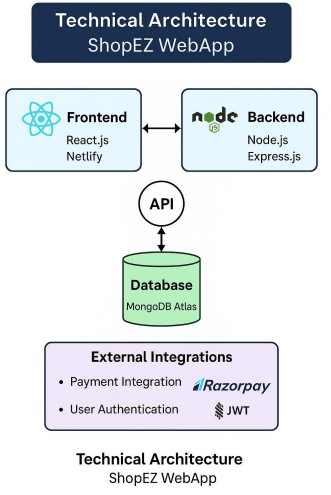 Technical Architecture
ShopEZ WebApp
Frontend
React.js
Netlify
node
JS
Backend
Node.js
Express.js
API
Database
MongoDB Atlas
External Integrations
• Payment Integration Razorpay
• User Authentication JWT
Technical Architecture
ShopEZ WebApp